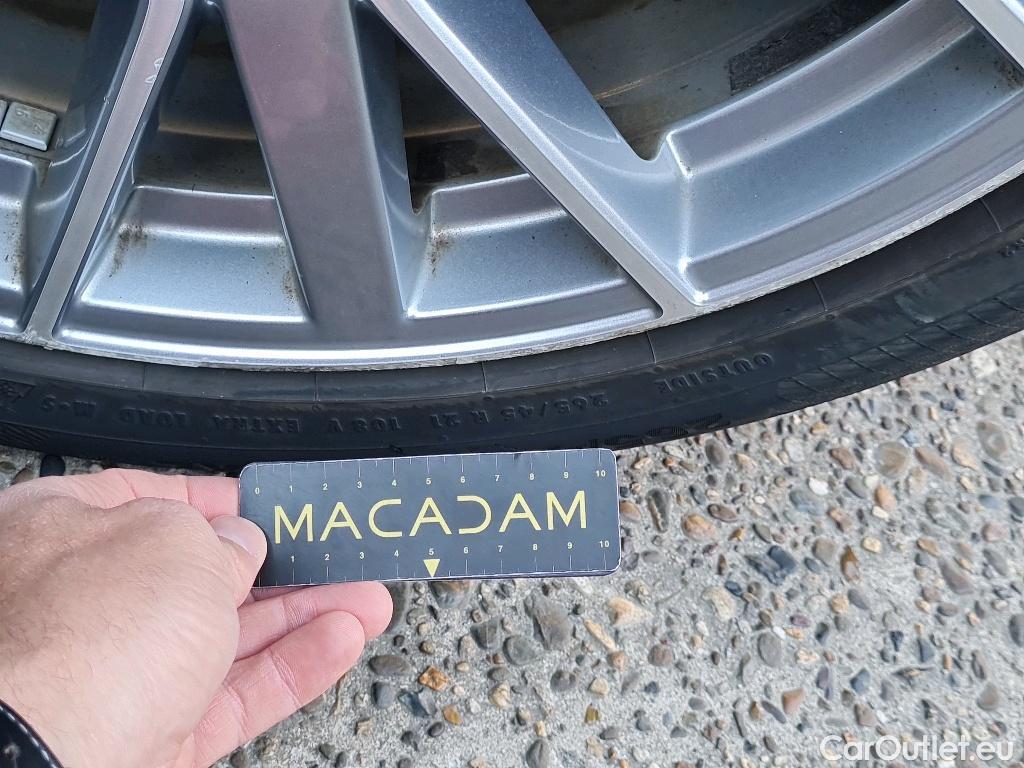 OUTSIDE
265/45 R 21 108V EXTRA LOAD M+S
0 1 2 3 4 5 6 7 8 9 10
MACADAM
1 2 3 4 5 6 7 8 9 10
CarOutlet.eu